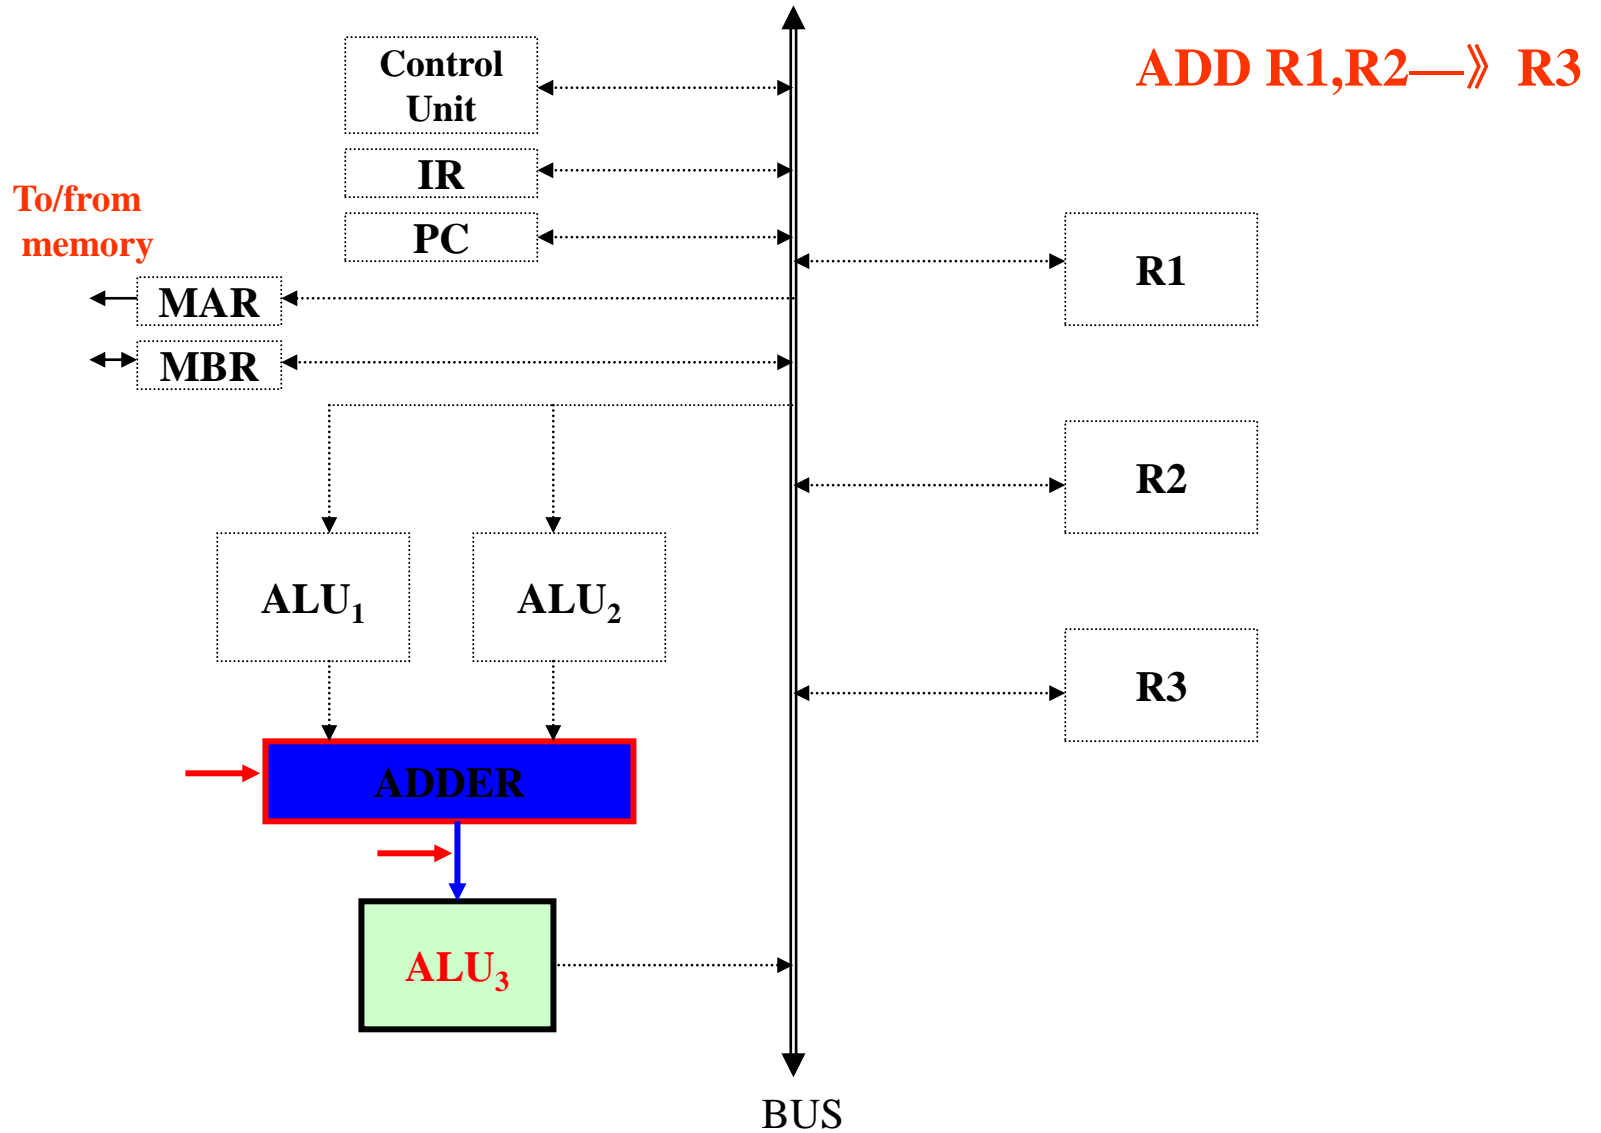 ADD R1,R2—》 R3
Control
Unit
IR
To/from
memory
PC
R1
MAR
MBR
R2
ALU₁
ALU₂
R3
ADDER
ALU₃
BUS